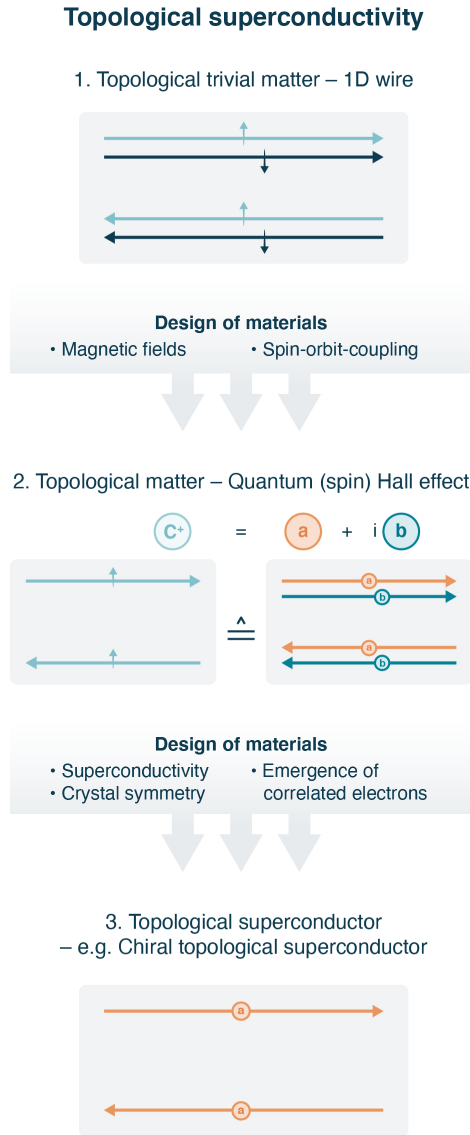 Topological superconductivity
1. Topological trivial matter – 1D wire
Design of materials
• Magnetic fields • Spin-orbit-coupling
2. Topological matter – Quantum (spin) Hall effect
C⁺ = a + i b
a
b
≙
a
b
Design of materials
• Superconductivity • Emergence of
• Crystal symmetry correlated electrons
3. Topological superconductor
– e.g. Chiral topological superconductor
a
a